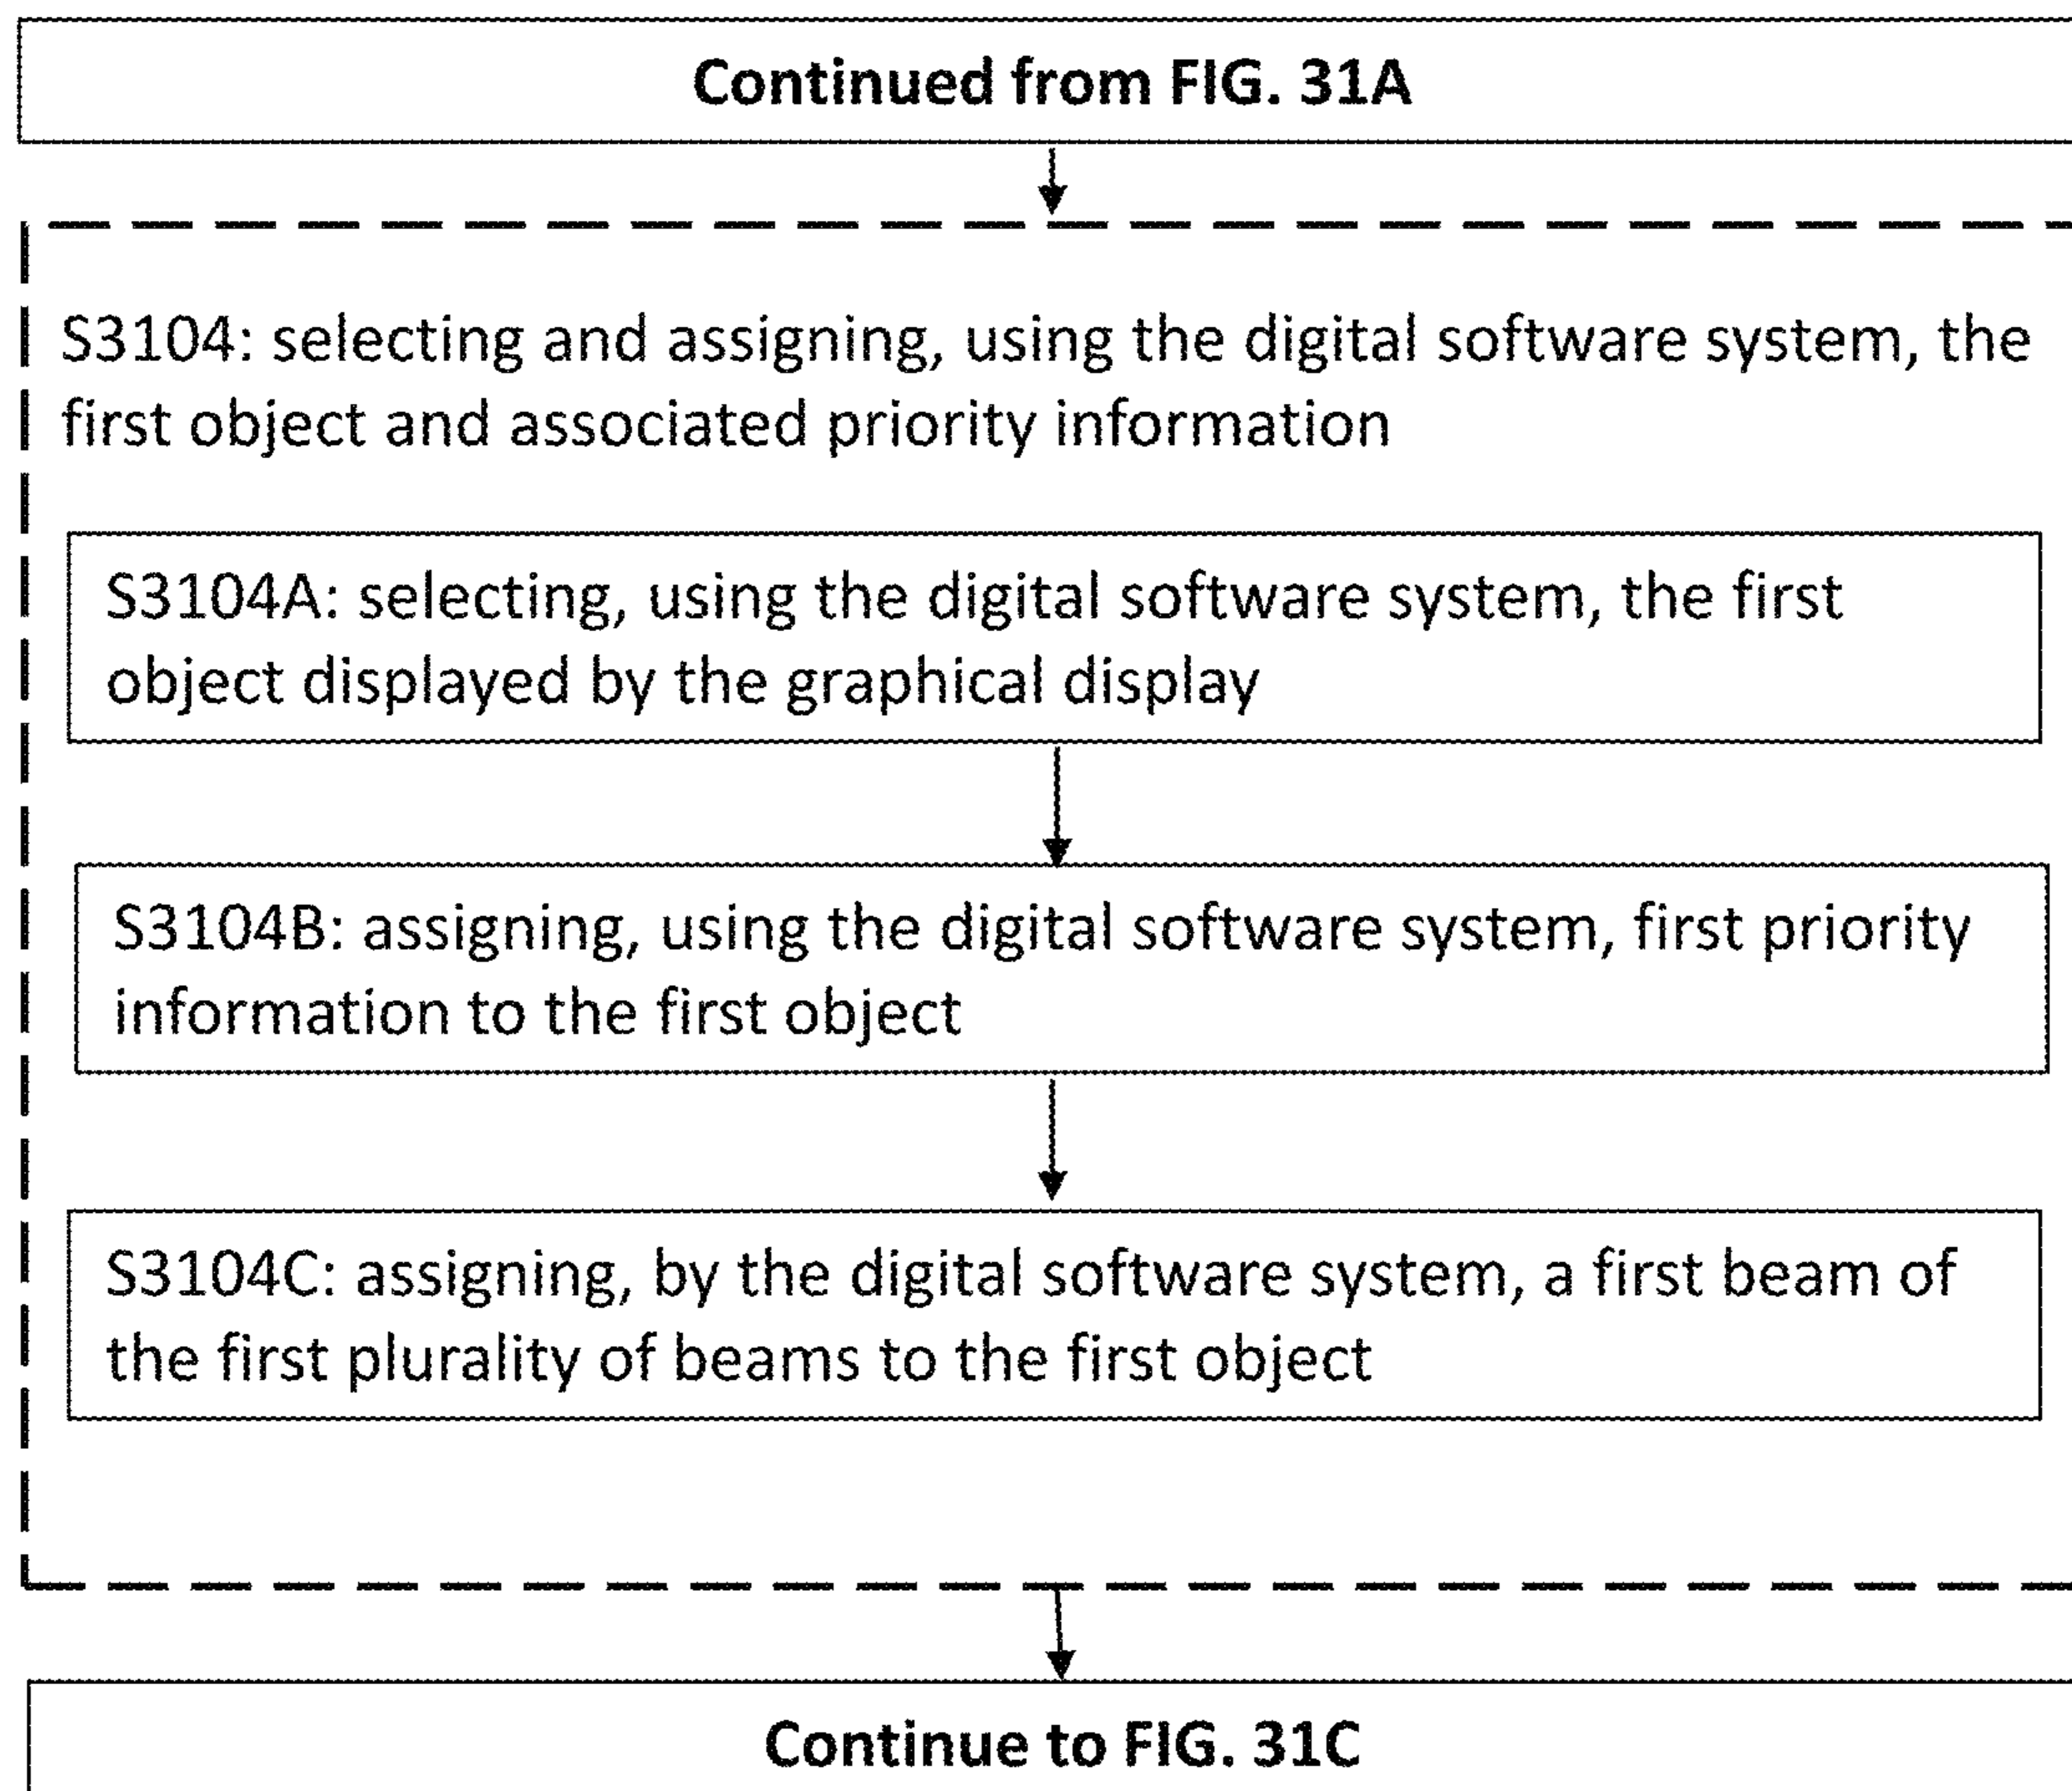 Continued from FIG. 31A
S3104: selecting and assigning, using the digital software system, the
first object and associated priority information
S3104A: selecting, using the digital software system, the first
object displayed by the graphical display
S3104B: assigning, using the digital software system, first priority
information to the first object
S3104C: assigning, by the digital software system, a first beam of
the first plurality of beams to the first object
Continue to FIG. 31C